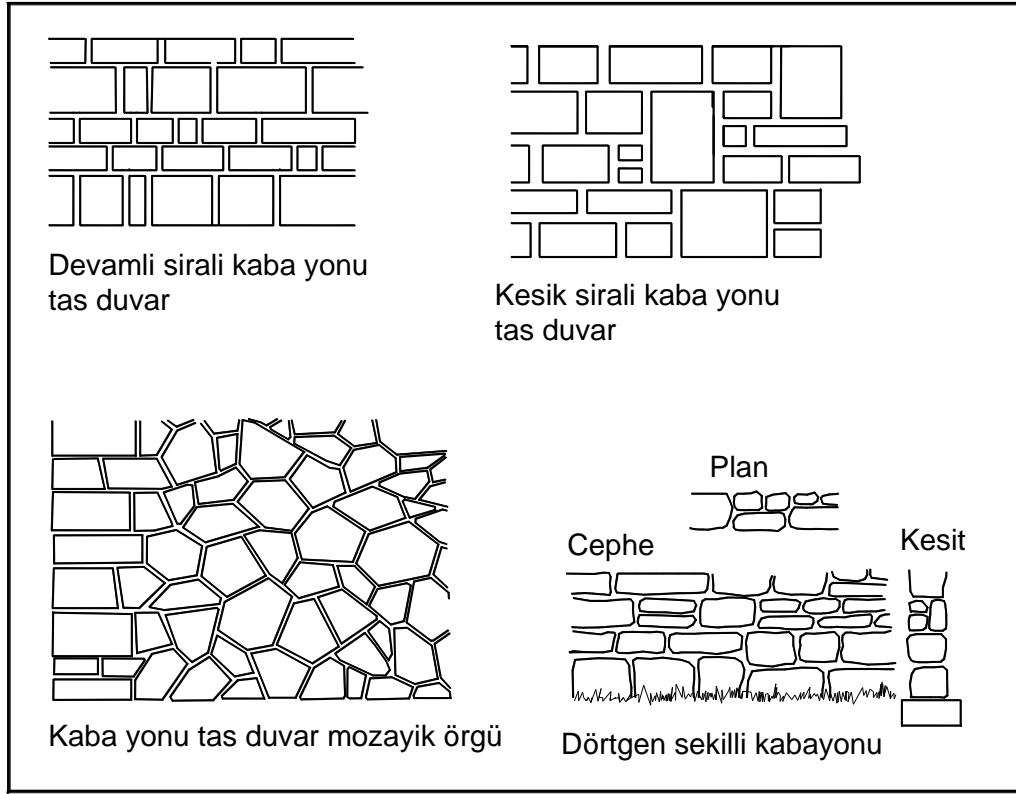 Devamli sirali kaba yonu
tas duvar
Kesik sirali kaba yonu
tas duvar
Kaba yonu tas duvar mozayik örgü
Plan
Cephe
Kesit
Dörtgen sekilli kabayonu